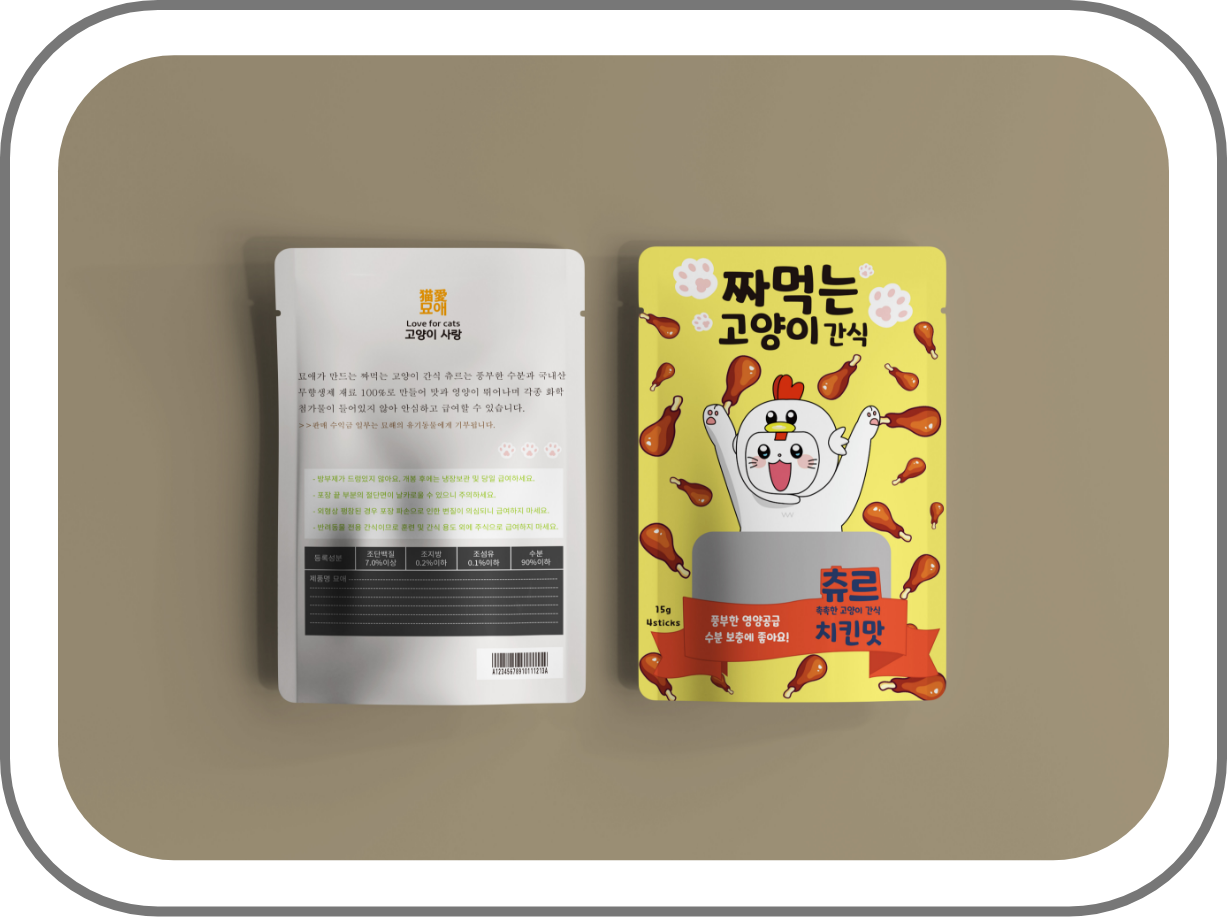 猫愛
묘애
Love for cats
고양이 사랑
묘애가 만드는 짜먹는 고양이 간식 츄르는 풍부한 수분과 국내산
무항생제 재료 100%로 만들어 맛과 영양이 뛰어나며 각종 화학
첨가물이 들어있지 않아 안심하고 급여할 수 있습니다.
>>판매 수익금 일부는 묘해의 유기동물에게 기부됩니다.
- 방부제가 드럼있지 않아요. 개봉 후에는 냉장보관 및 당일 급여하세요.
- 포장 끝 부분의 절단면이 날카로울 수 있으니 주의하세요.
- 외형상 팽창된 경우 포장 파손으로 인한 변질이 의심되니 급여하지 마세요.
- 반려동물 전용 간식이므로 훈련 및 간식 용도 외에 주식으로 급여하지 마세요.
등록성분 조단백질 조지방 조섬유 수분
7.0%이상 0.2%이하 0.1%이하 90%이하
제품명 묘애
A12345678910111213A
짜먹는
고양이 간식
츄르
촉촉한 고양이 간식
치킨맛
15g
4sticks
풍부한 영양공급
수분 보충에 좋아요!